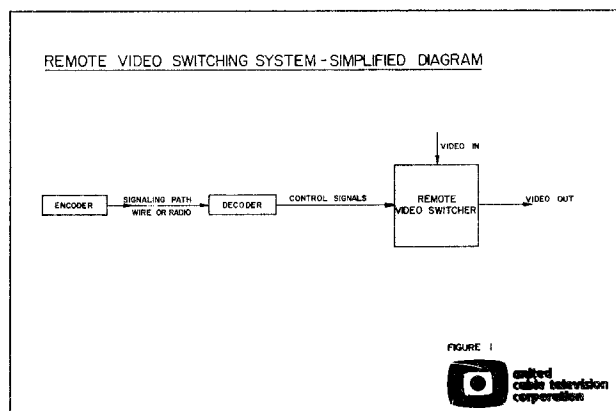 REMOTE VIDEO SWITCHING SYSTEM - SIMPLIFIED DIAGRAM
VIDEO IN
ENCODER
SIGNALING PATH
WIRE OR RADIO
DECODER
CONTROL SIGNALS
REMOTE
VIDEO SWITCHER
VIDEO OUT
FIGURE 1
united
cable television
corporation